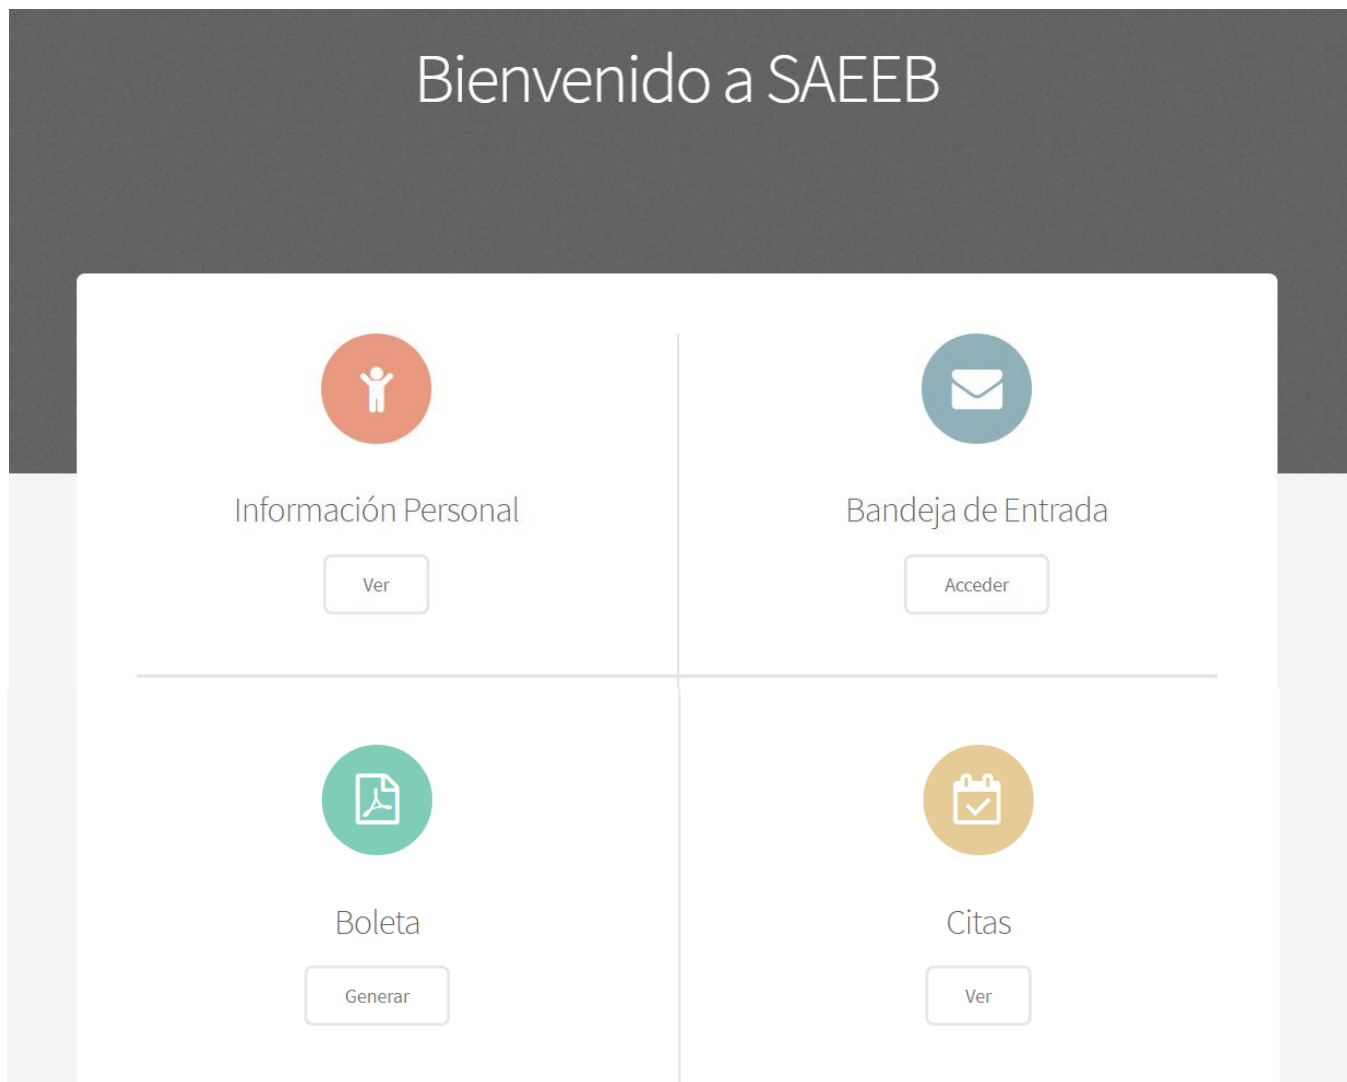 Bienvenido a SAEEB
Información Personal
Ver
Bandeja de Entrada
Acceder
Boleta
Generar
Citas
Ver